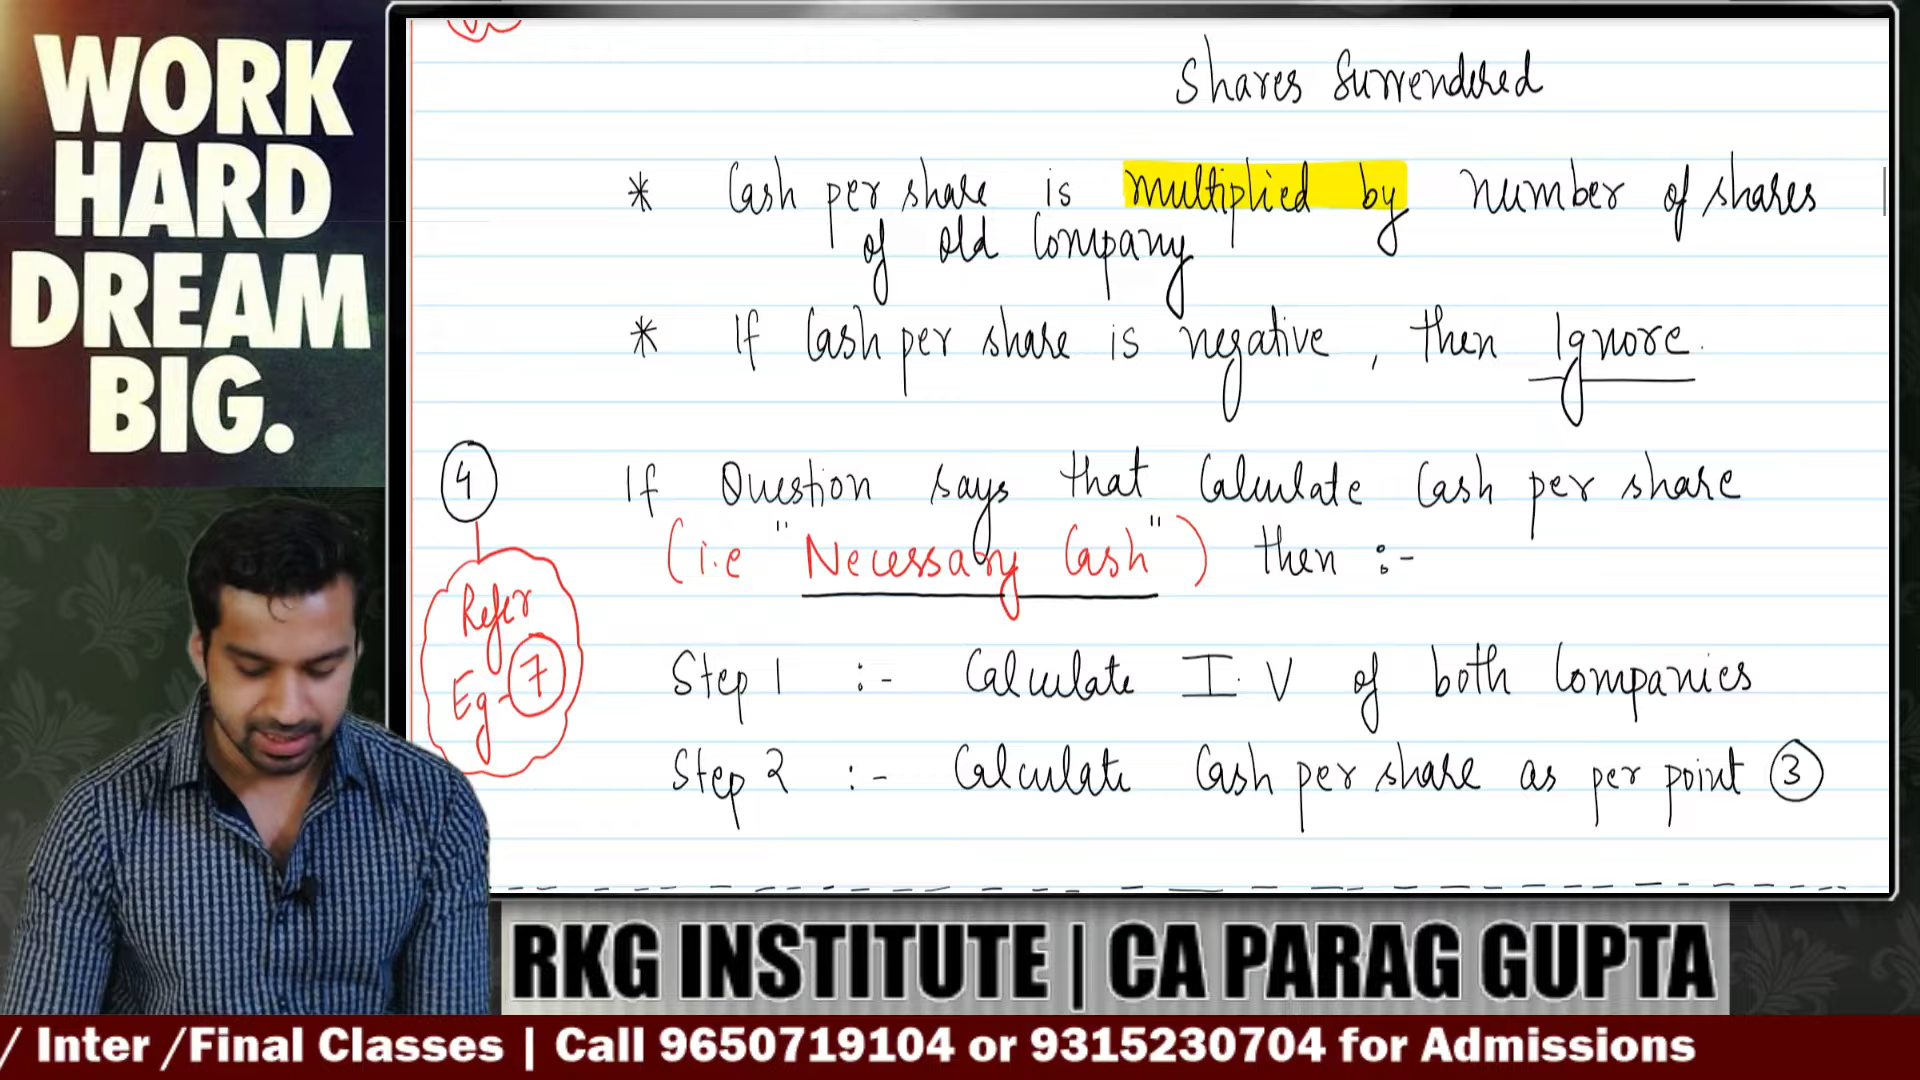 WORK
HARD
DREAM
BIG.
Shares Surrendered
* Cash per share is multiplied by number of shares
of old Company
* If Cash per share is negative, then Ignore.
4 If Question says that Calculate Cash per share
(i.e "Necessary Cash") then :-
Refer
Eg-7
Step 1 :- Calculate I.V of both Companies
Step 2 :- Calculate Cash per share as per point 3
RKG INSTITUTE | CA PARAG GUPTA
/ Inter /Final Classes | Call 9650719104 or 9315230704 for Admissions